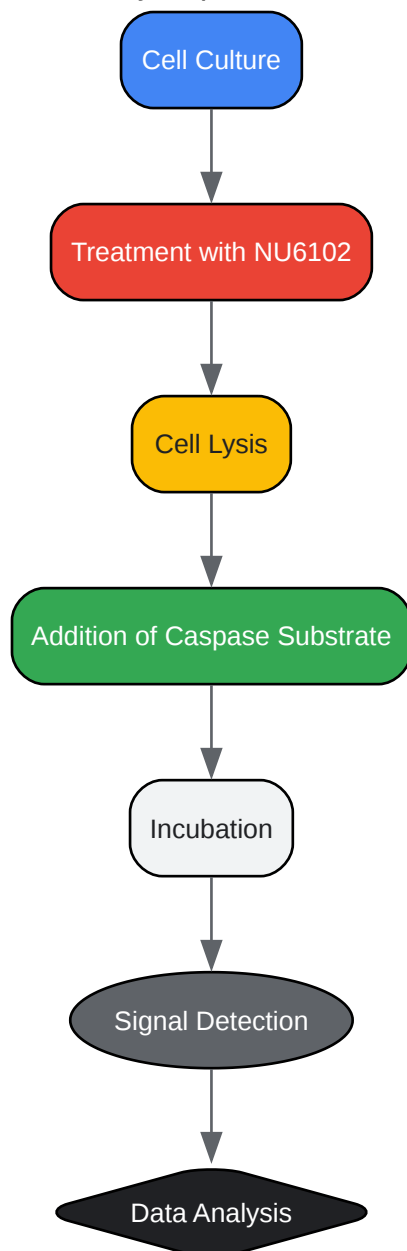 Cell Culture
Treatment with NU6102
Cell Lysis
Addition of Caspase Substrate
Incubation
Signal Detection
Data Analysis